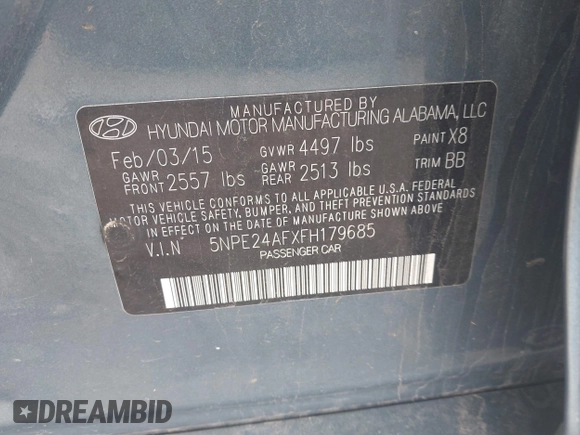 MANUFACTURED BY
HYUNDAI MOTOR MANUFACTURING ALABAMA, LLC
Feb/03/15 GVWR 4497 lbs PAINT X8
GAWR FRONT 2557 lbs GAWR REAR 2513 lbs TRIM BB
THIS VEHICLE CONFORMS TO ALL APPLICABLE U.S.A. FEDERAL
MOTOR VEHICLE SAFETY, BUMPER, AND THEFT PREVENTION STANDARDS
IN EFFECT ON THE DATE OF MANUFACTURE SHOWN ABOVE.
V.I.N 5NPE24AFXFH179685
PASSENGER CAR
DREAMBID